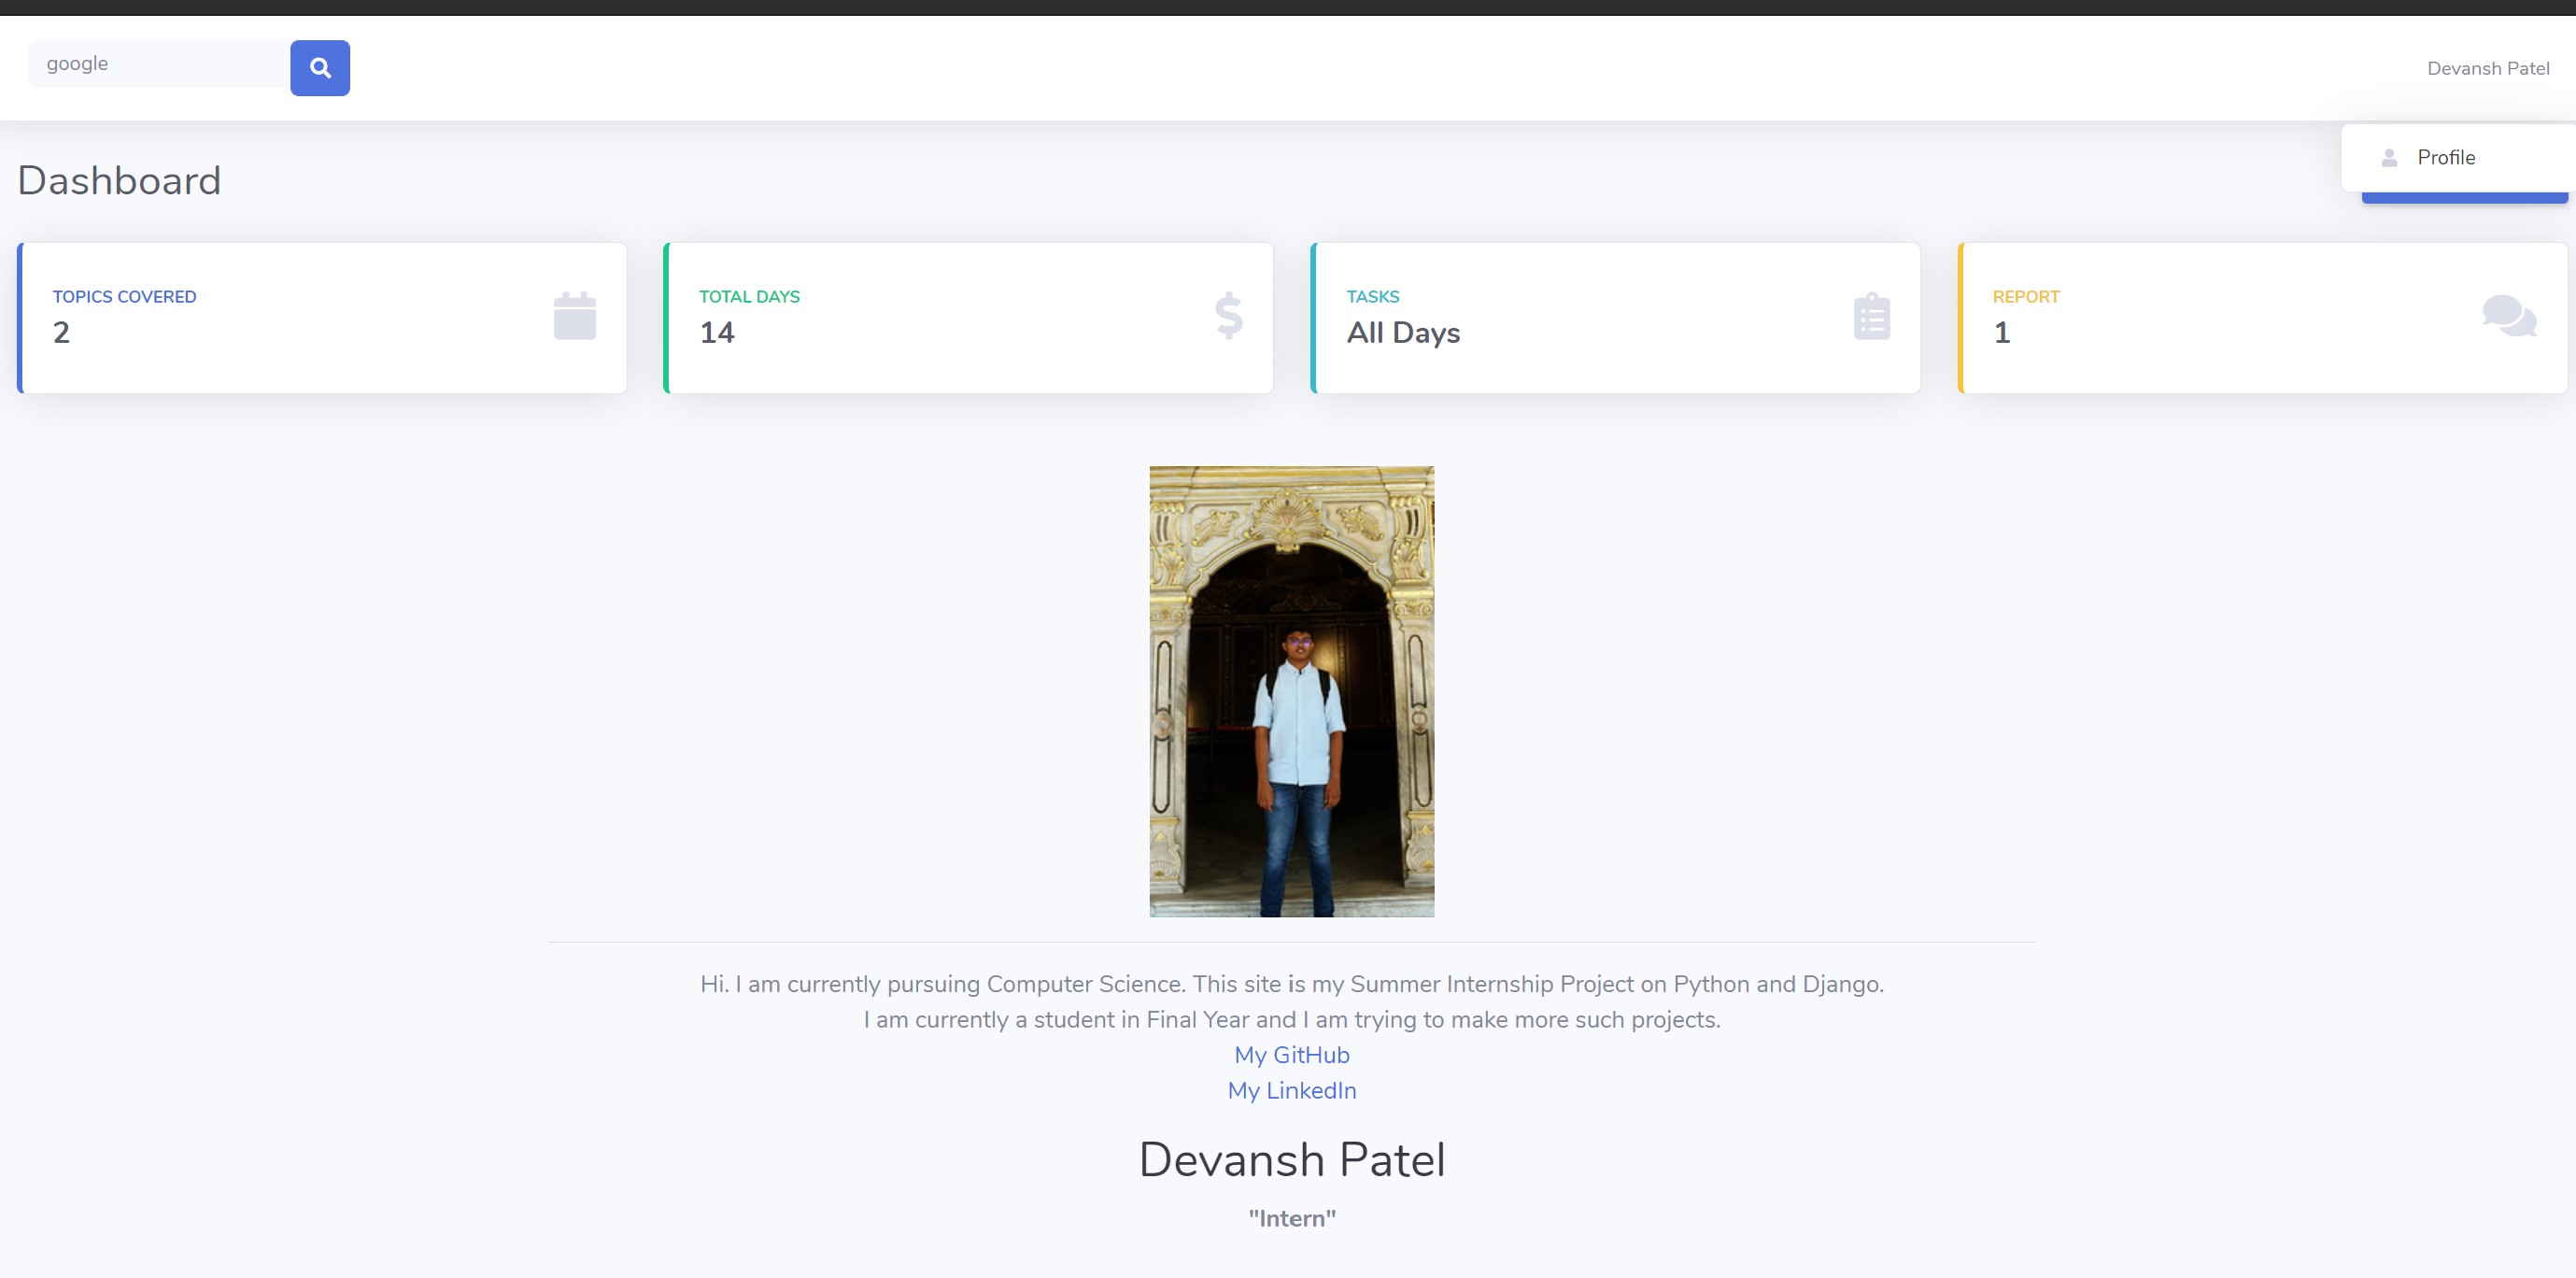 google
Devansh Patel
Profile
Dashboard
TOPICS COVERED
2
TOTAL DAYS
14
TASKS
All Days
REPORT
1
Hi. I am currently pursuing Computer Science. This site is my Summer Internship Project on Python and Django.
I am currently a student in Final Year and I am trying to make more such projects.
My GitHub
My LinkedIn
Devansh Patel
"Intern"